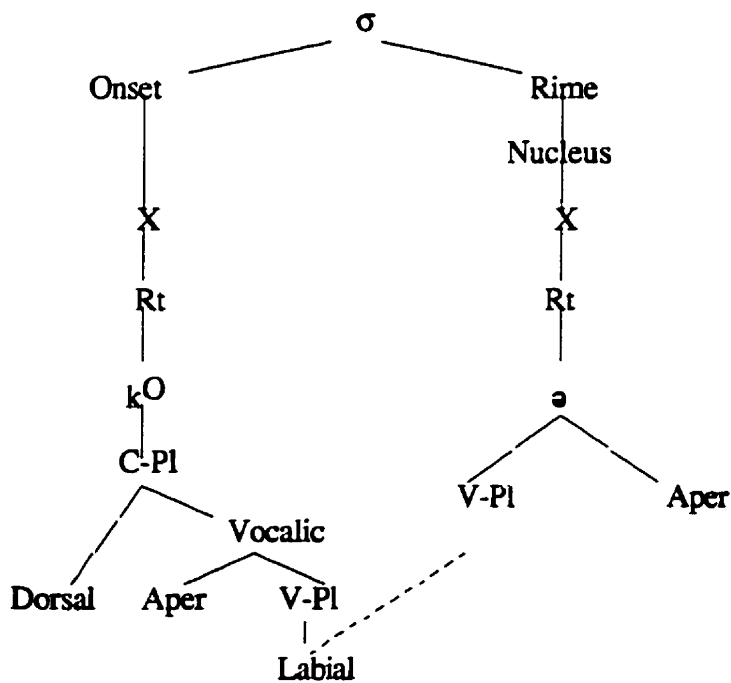 σ
Onset Rime
Nucleus
X X
Rt Rt
kO ə
C-Pl
V-Pl Aper
Vocalic
Dorsal Aper V-Pl
Labial